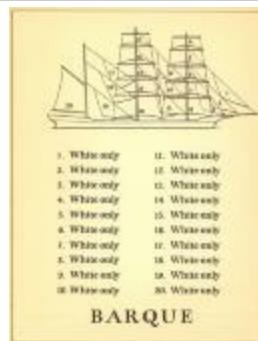 1. White only 11. White only
2. White only 12. White only
3. White only 13. White only
4. White only 14. White only
5. White only 15. White only
6. White only 16. White only
7. White only 17. White only
8. White only 18. White only
9. White only 19. White only
10. White only 20. White only
BARQUE